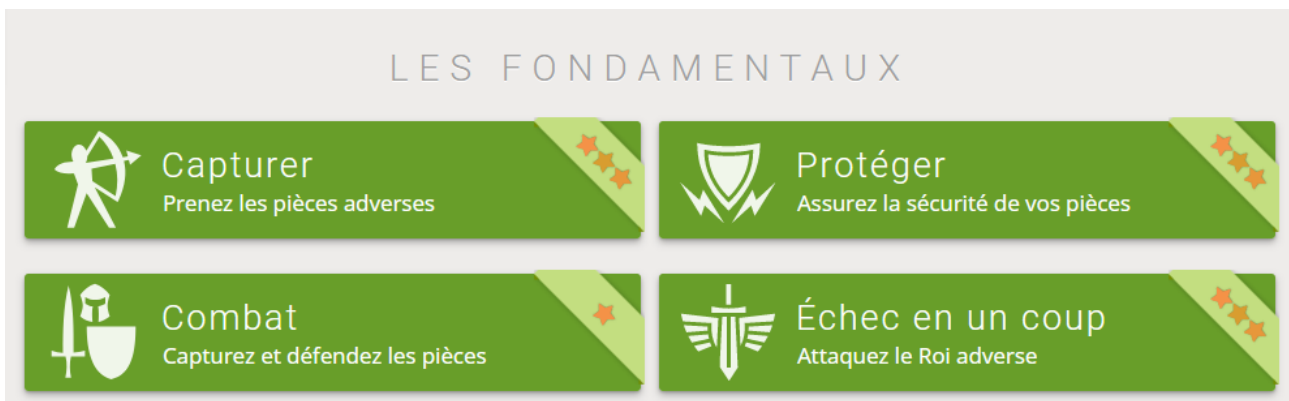 LES FONDAMENTAUX
Capturer
Prenez les pièces adverses
Protéger
Assurez la sécurité de vos pièces
Combat
Capturez et défendez les pièces
Échec en un coup
Attaquez le Roi adverse